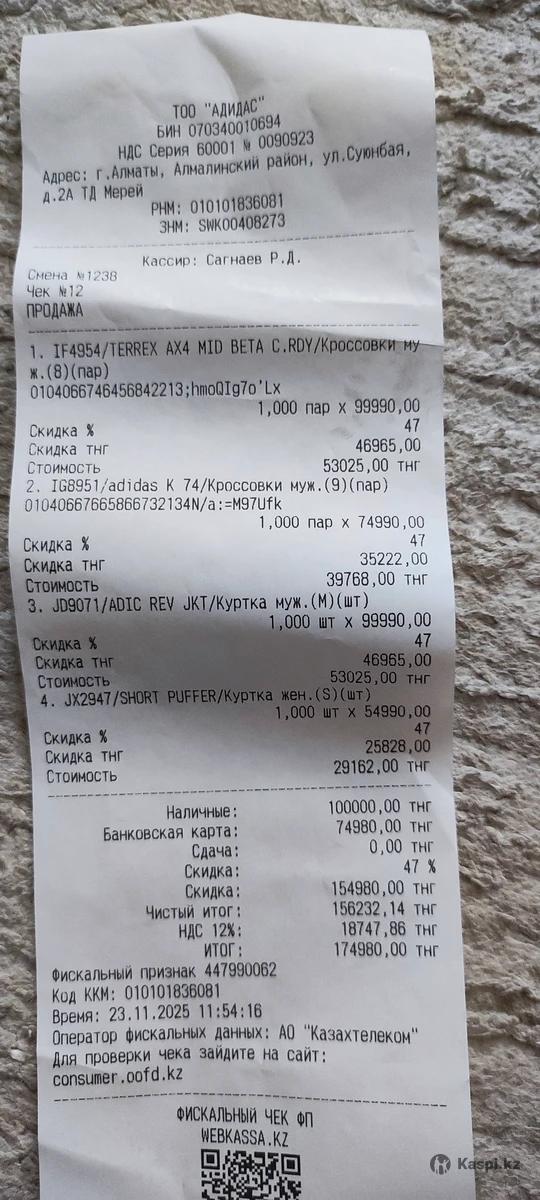 ТОО "АДИДАС"
БИН 070340010694
НДС Серия 60001 № 0090923
Адрес: г.Алматы, Алмалинский район, ул.Суюнбая,
д.2А ТД Мерей
РНМ: 010101836081
ЗНМ: SWK00408273
Кассир: Сагнаев Р.Д.
Смена №1238
Чек №12
ПРОДАЖА
1. IF4954/TERREX AX4 MID BETA C.RDY/Кроссовки му
ж.(8)(пар)
0104066746456842213;hmoQIg7o'Lx
1,000 пар x 99990,00
Скидка % 47
Скидка тнг 46965,00
Стоимость 53025,00 тнг
2. IG8951/adidas K 74/Кроссовки муж.(9)(пар)
01040667665866732134N/a:=M97Ufk
1,000 пар x 74990,00
Скидка % 47
Скидка тнг 35222,00
Стоимость 39768,00 тнг
3. JD9071/ADIC REV JKT/Куртка муж.(M)(шт)
1,000 шт x 99990,00
Скидка % 47
Скидка тнг 46965,00
Стоимость 53025,00 тнг
4. JX2947/SHORT PUFFER/Куртка жен.(S)(шт)
1,000 шт x 54990,00
Скидка % 47
Скидка тнг 25828,00
Стоимость 29162,00 тнг
Наличные: 100000,00 тнг
Банковская карта: 74980,00 тнг
Сдача: 0,00 тнг
Скидка: 47 %
Скидка: 154980,00 тнг
Чистый итог: 156232,14 тнг
НДС 12%: 18747,86 тнг
ИТОГ: 174980,00 тнг
Фискальный признак 447990062
Код ККМ: 010101836081
Время: 23.11.2025 11:54:16
Оператор фискальных данных: АО "Казахтелеком"
Для проверки чека зайдите на сайт:
consumer.oofd.kz
ФИСКАЛЬНЫЙ ЧЕК ФП
WEBKASSA.KZ
Kaspi.kz